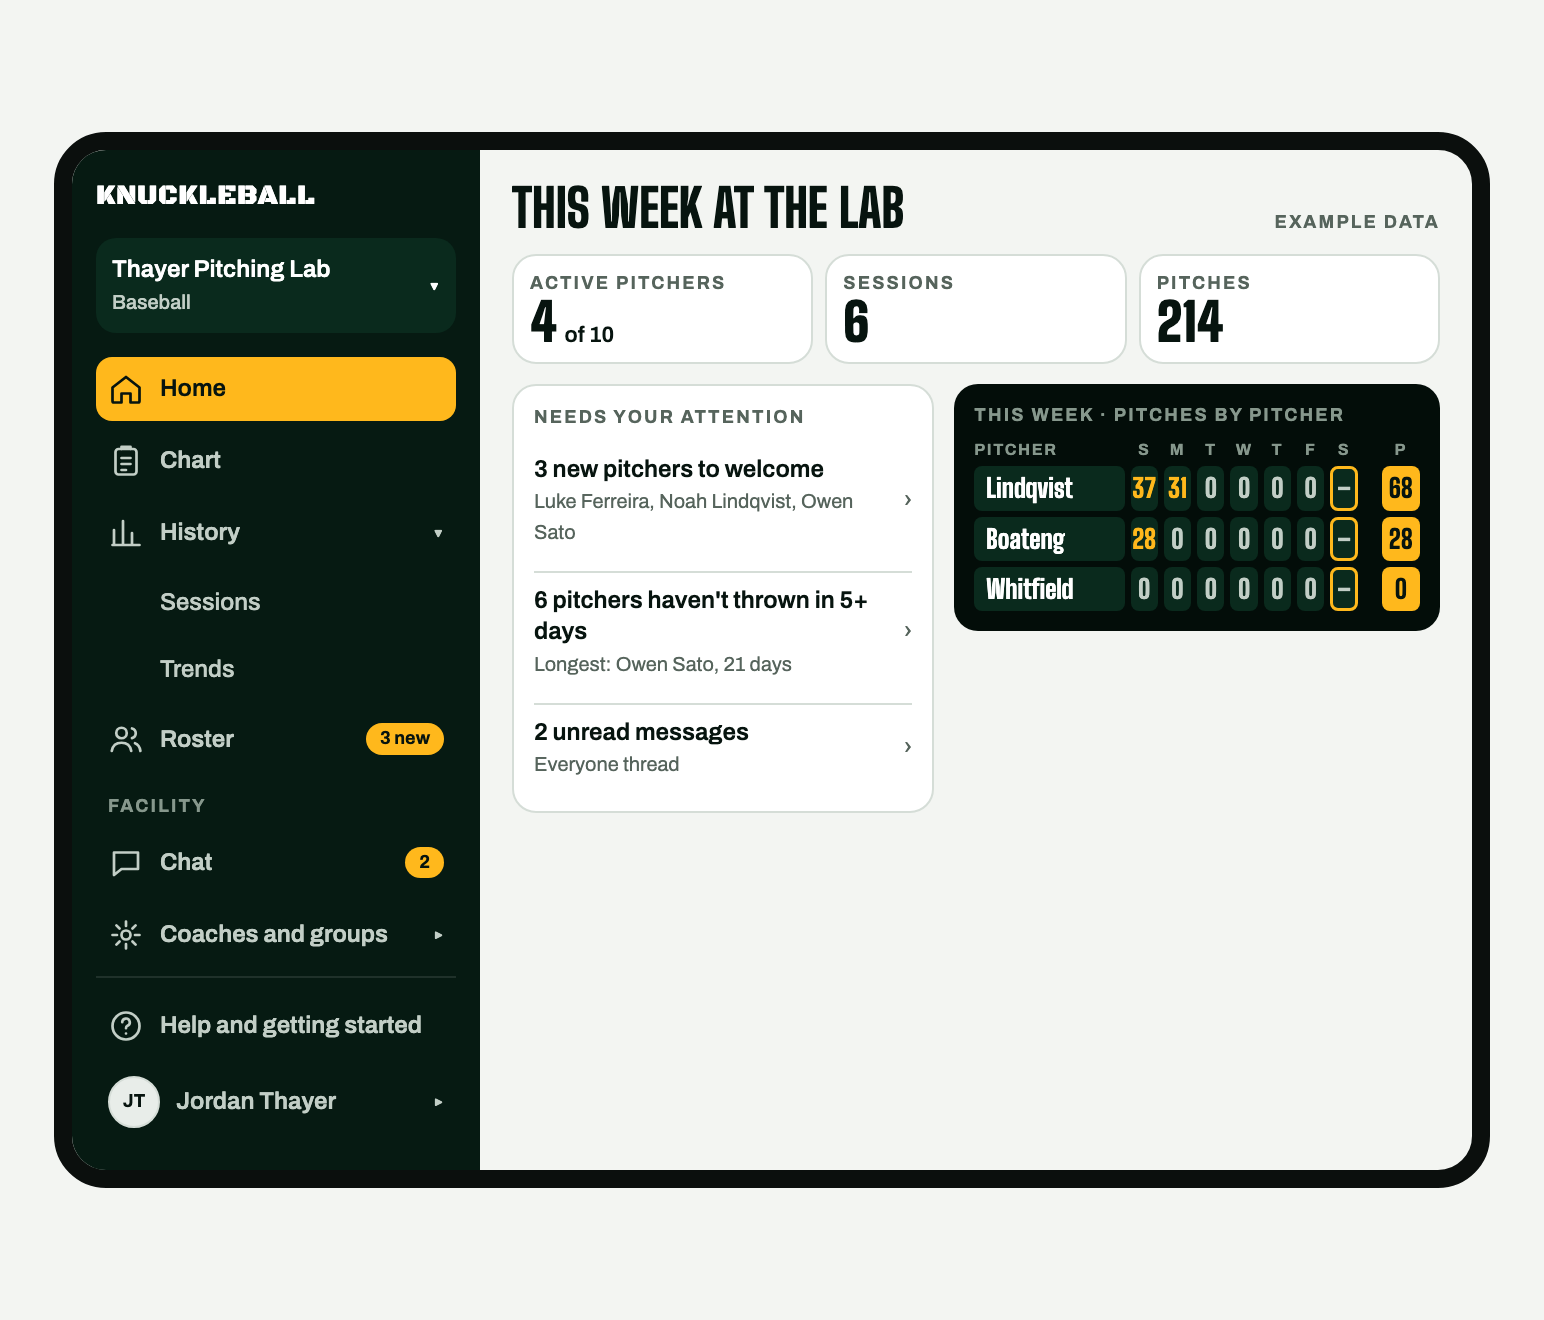 KNUCKLEBALL
Thayer Pitching Lab
Baseball
Home
Chart
History
Sessions
Trends
Roster
3 new
FACILITY
Chat
2
Coaches and groups
Help and getting started
JT
Jordan Thayer
THIS WEEK AT THE LAB
EXAMPLE DATA
ACTIVE PITCHERS
4 of 10
SESSIONS
6
PITCHES
214
NEEDS YOUR ATTENTION
3 new pitchers to welcome
Luke Ferreira, Noah Lindqvist, Owen
Sato
6 pitchers haven't thrown in 5+
days
Longest: Owen Sato, 21 days
2 unread messages
Everyone thread
THIS WEEK · PITCHES BY PITCHER
PITCHER S M T W T F S P
Lindqvist 37 31 0 0 0 0 – 68
Boateng 28 0 0 0 0 0 – 28
Whitfield 0 0 0 0 0 0 – 0